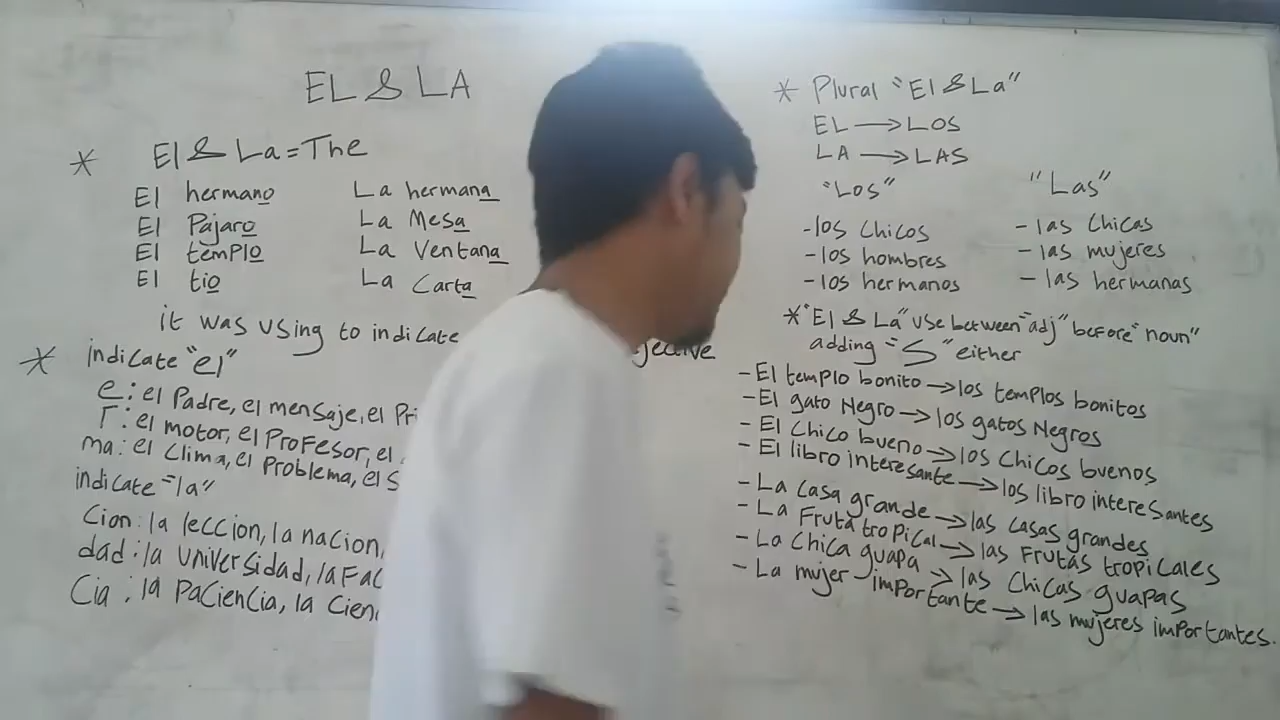 EL & LA
* El & La = The
El hermano La hermana
El Pajaro La Mesa
El templo La Ventana
El tio La Carta
it was using to indicate
* indicate "el"
e : el Padre, el mensaje, el Pri
r : el motor, el Profesor, el
ma : el Clima, el Problema, el S
indicate "la"
Cion : la leccion, la nacion,
dad : la Universidad, la Fac
Cia : la Paciencia, la Cien
* Plural "El & La"
EL → LOS
LA → LAS
"Los" "Las"
- los Chicos - las Chicas
- los hombres - las mujeres
- los hermanos - las hermanas
* "El & La" use between "adj" before "noun"
adding "S" either
- El templo bonito → los templos bonitos
- El gato Negro → los gatos Negros
- El Chico bueno → los Chicos buenos
- El libro interesante → los libro interesantes
- La casa grande → las casas grandes
- La Fruta tropical → las Frutas tropicales
- La Chica guapa → las Chicas guapas
- La mujer importante → las mujeres importantes.